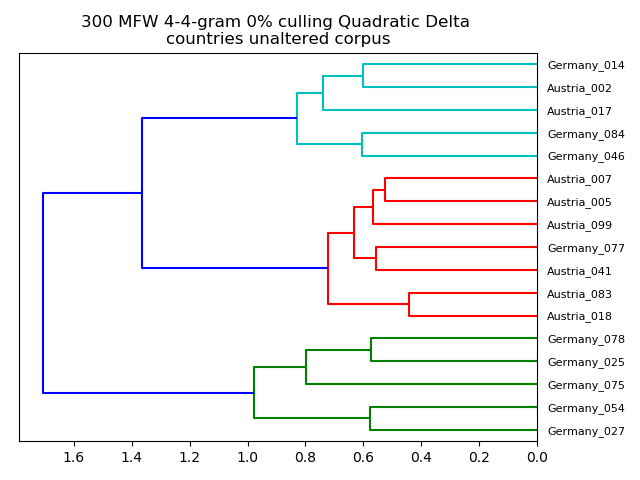 300 MFW 4-4-gram 0% culling Quadratic Delta
countries unaltered corpus
Germany_014
Austria_002
Austria_017
Germany_084
Germany_046
Austria_007
Austria_005
Austria_099
Germany_077
Austria_041
Austria_083
Austria_018
Germany_078
Germany_025
Germany_075
Germany_054
Germany_027
1.6 1.4 1.2 1.0 0.8 0.6 0.4 0.2 0.0